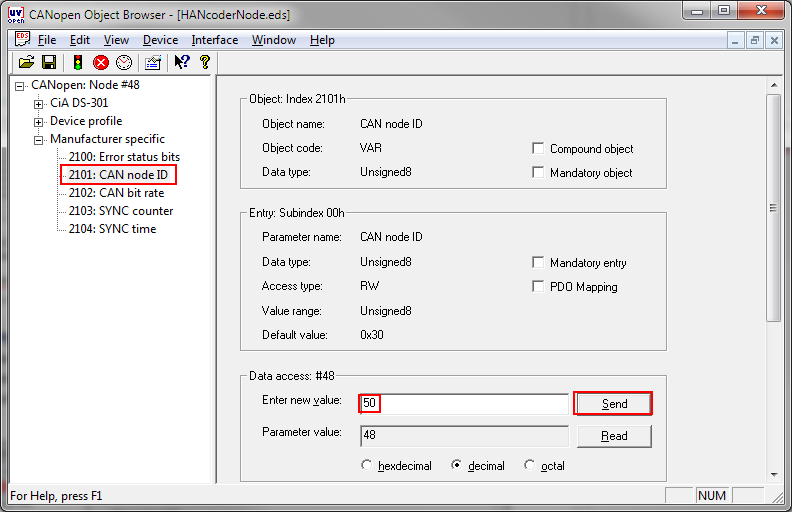 UV
open
CANopen Object Browser - [HANcoderNode.eds]
EDS
File Edit CAN View Device Interface Window Help
CANopen: Node #48
CiA DS-301
Device profile
Manufacturer specific
2100: Error status bits
2101: CAN node ID
2102: CAN bit rate
2103: SYNC counter
2104: SYNC time
Object: Index 2101h
Object name: CAN node ID
Object code: VAR Compound object
Data type: Unsigned8 Mandatory object
Entry: Subindex 00h
Parameter name: CAN node ID
Data type: Unsigned8 Mandatory entry
Access type: RW PDO Mapping
Value range: Unsigned8
Default value: 0x30
Data access: #48
Enter new value: 50 Send
Parameter value: 48 Read
hexdecimal decimal octal
For Help, press F1 NUM